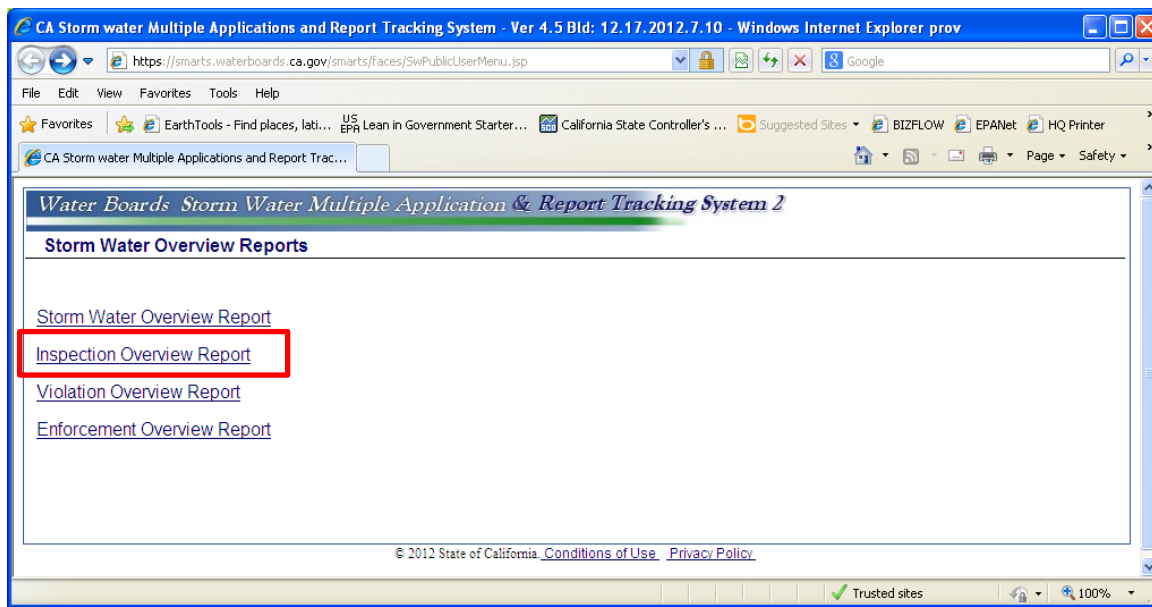 CA Storm water Multiple Applications and Report Tracking System - Ver 4.5 Bld: 12.17.2012.7.10 - Windows Internet Explorer prov
https://smarts.waterboards.ca.gov/smarts/faces/SwPublicUserMenu.jsp Google
File Edit View Favorites Tools Help
Favorites EarthTools - Find places, lati... US EPA Lean in Government Starter... SCO California State Controller's ... Suggested Sites BIZFLOW EPANet HQ Printer
CA Storm water Multiple Applications and Report Trac... Page Safety
Water Boards Storm Water Multiple Application & Report Tracking System 2
Storm Water Overview Reports
Storm Water Overview Report
Inspection Overview Report
Violation Overview Report
Enforcement Overview Report
© 2012 State of California. Conditions of Use Privacy Policy
Trusted sites 100%